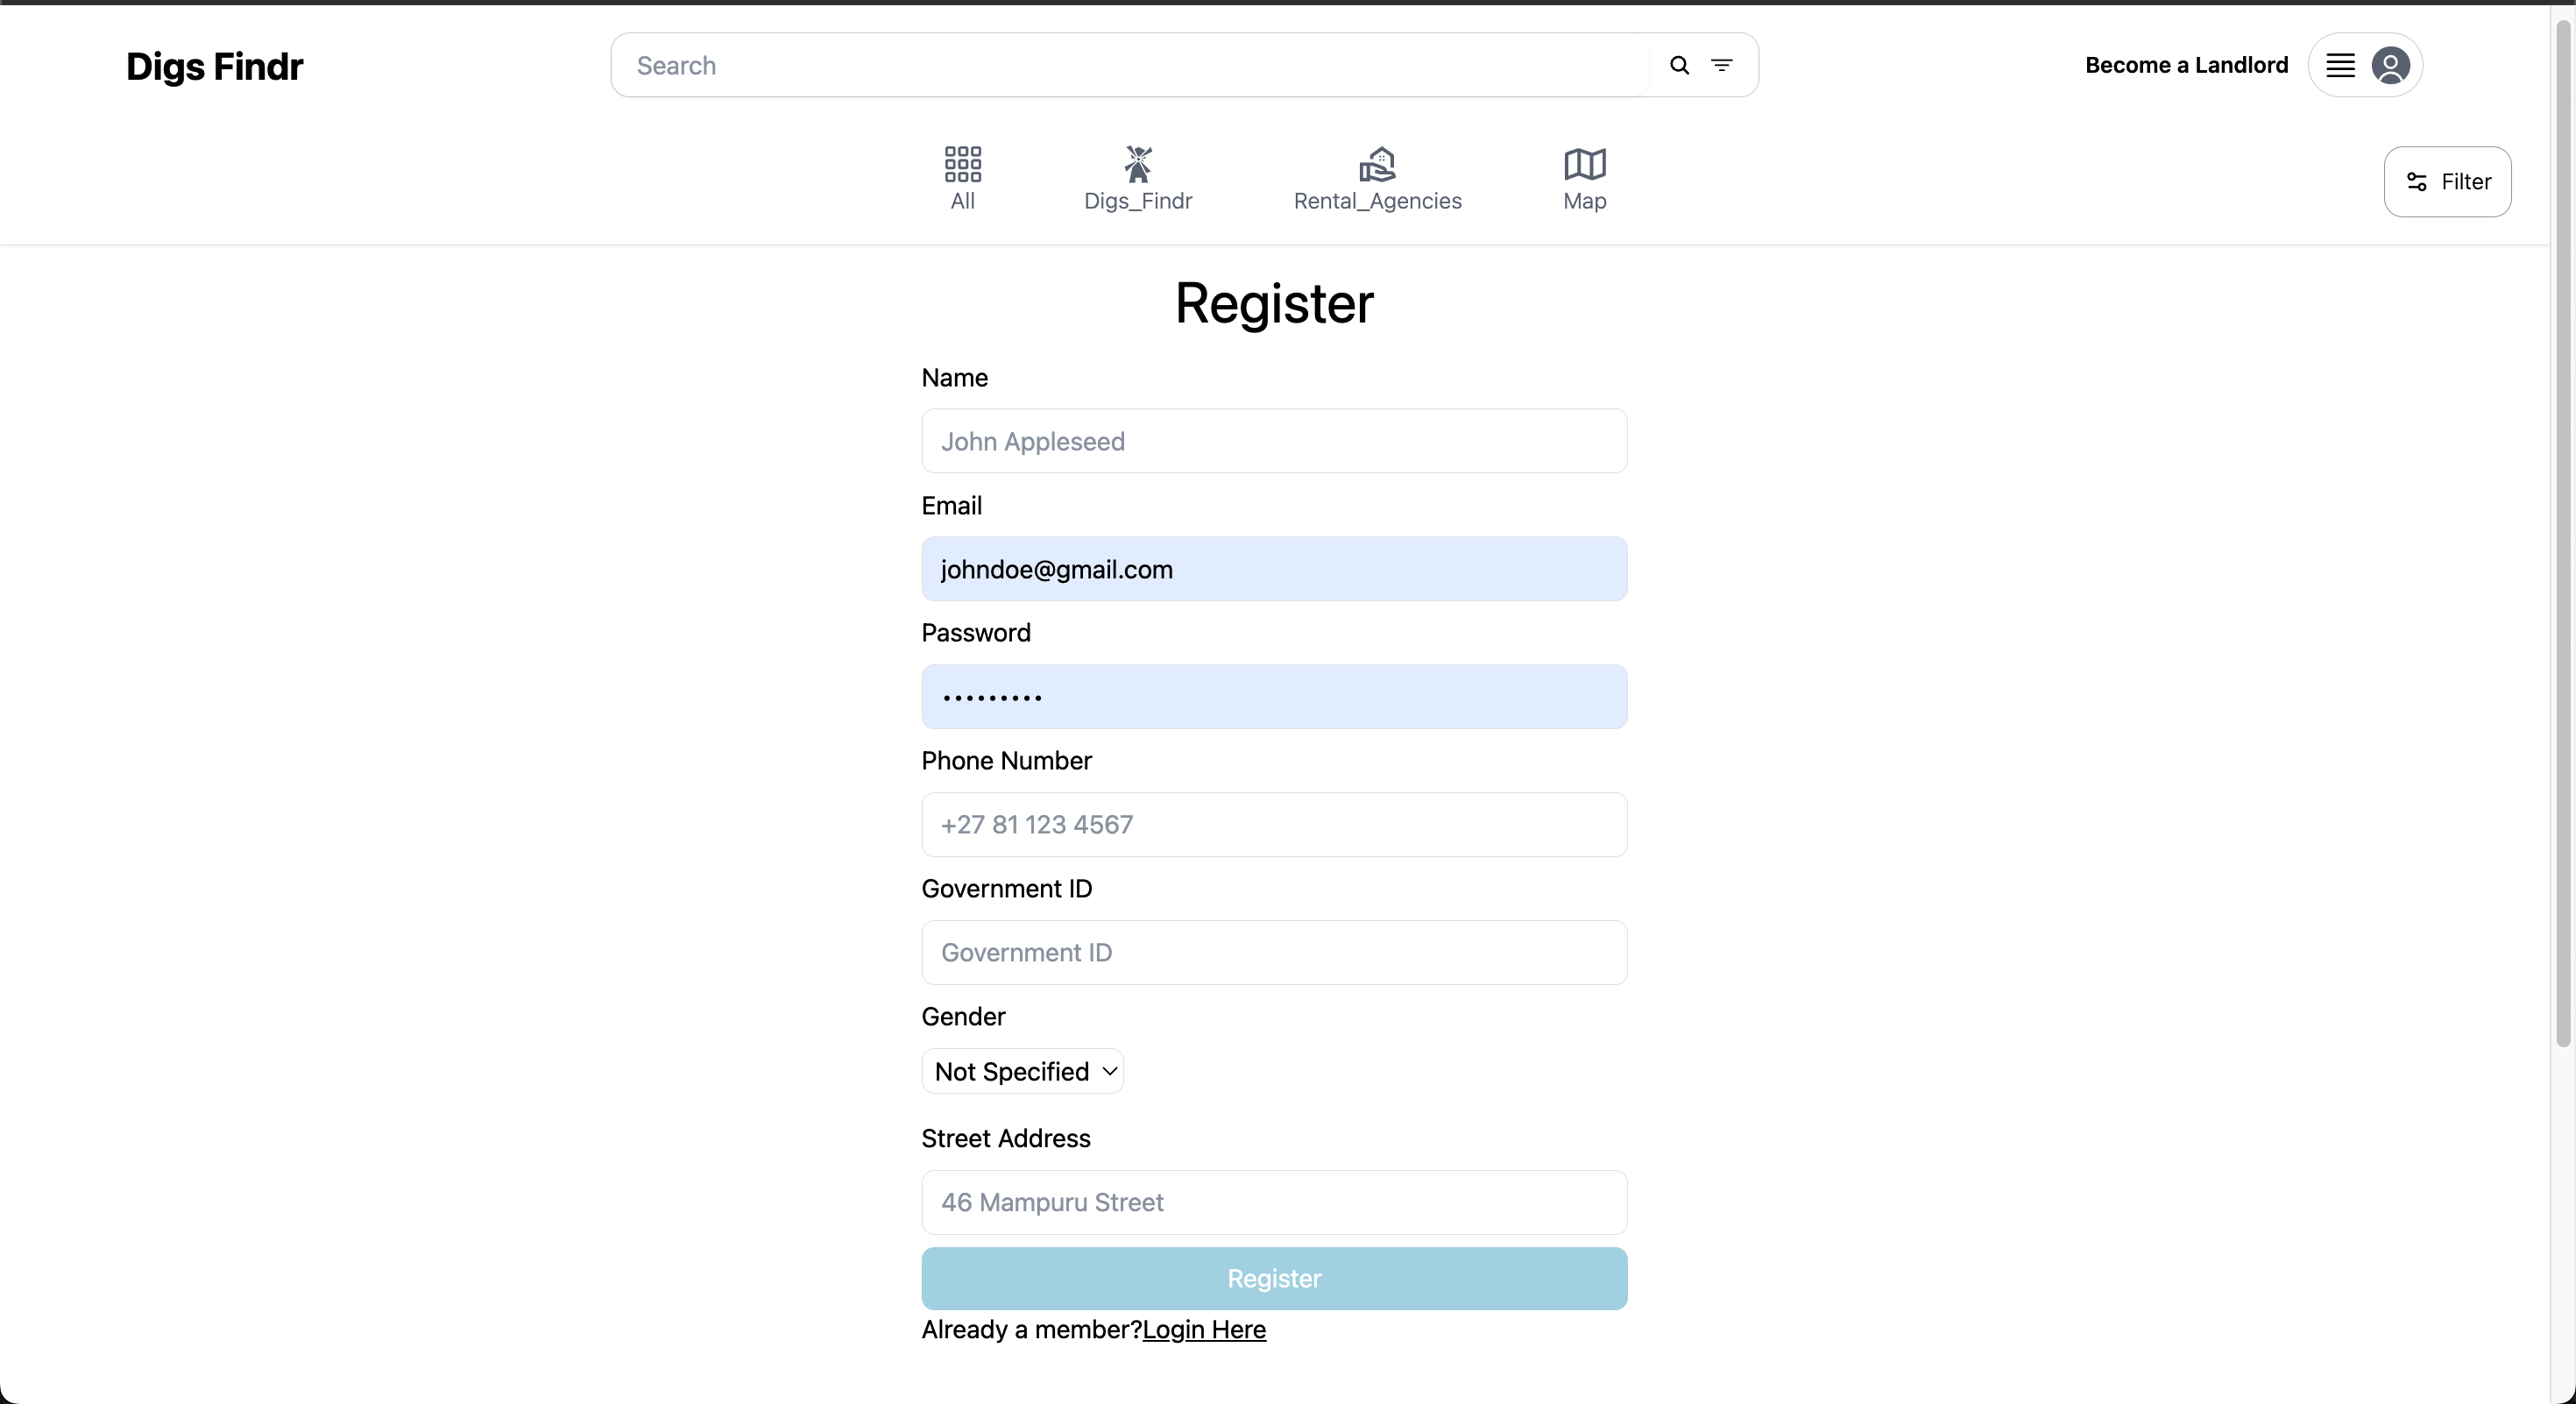 Digs Findr
Search
Become a Landlord
All
Digs_Findr
Rental_Agencies
Map
Filter
Register
Name
John Appleseed
Email
johndoe@gmail.com
Password
•••••••••
Phone Number
+27 81 123 4567
Government ID
Government ID
Gender
Not Specified
Street Address
46 Mampuru Street
Register
Already a member?Login Here